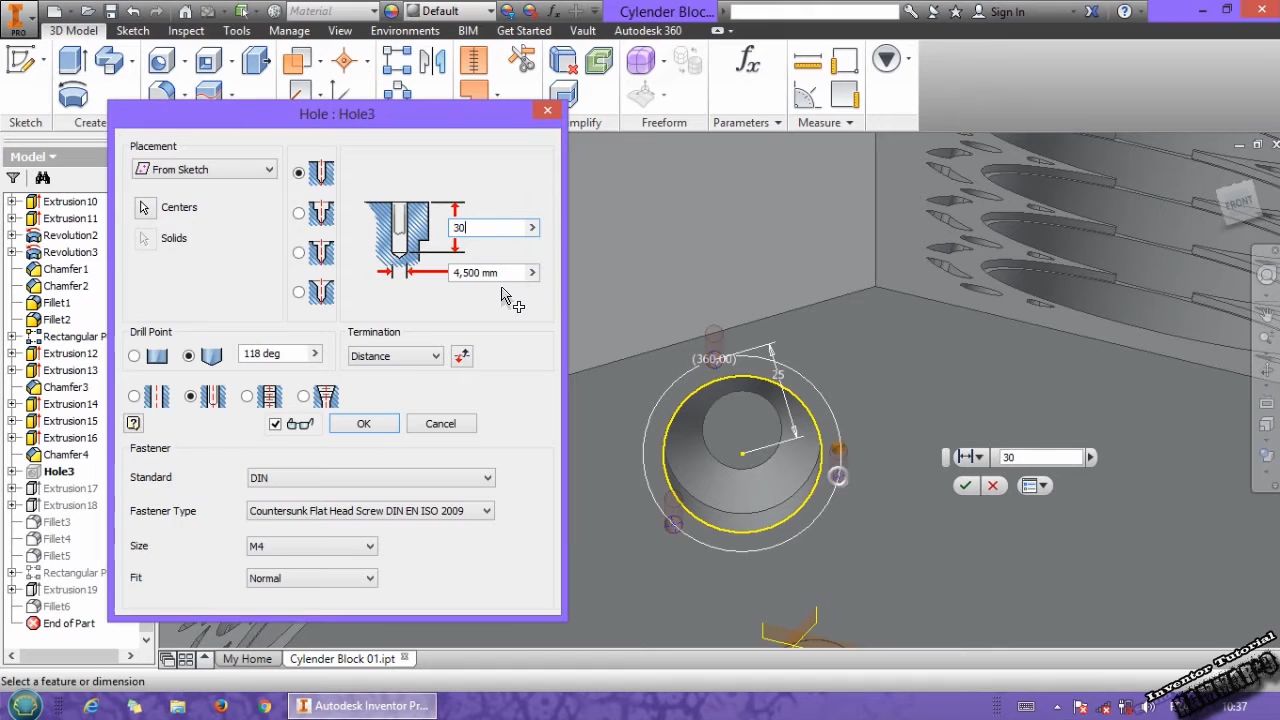 PRO
Material
Default
Cylender Bloc...
Sign In
3D Model
Sketch
Inspect
Tools
Manage
View
Environments
BIM
Get Started
Vault
Autodesk 360
Sketch
Create
Freeform
Parameters
Measure
Model
Extrusion10
Extrusion11
Revolution2
Revolution3
Chamfer1
Chamfer2
Fillet1
Fillet2
Rectangular P
Extrusion12
Extrusion13
Chamfer3
Extrusion14
Extrusion15
Extrusion16
Chamfer4
Hole3
Extrusion17
Extrusion18
Fillet3
Fillet4
Fillet5
Rectangular P
Extrusion19
Fillet6
End of Part
Hole : Hole3
Placement
From Sketch
Centers
Solids
30
4,500 mm
Drill Point
118 deg
Termination
Distance
OK
Cancel
Fastener
Standard
DIN
Fastener Type
Countersunk Flat Head Screw DIN EN ISO 2009
Size
M4
Fit
Normal
FRONT
(360,00)
25
30
My Home
Cylender Block 01.ipt
Select a feature or dimension
Autodesk Inventor Pr...
10:37
Inventor Tutorial